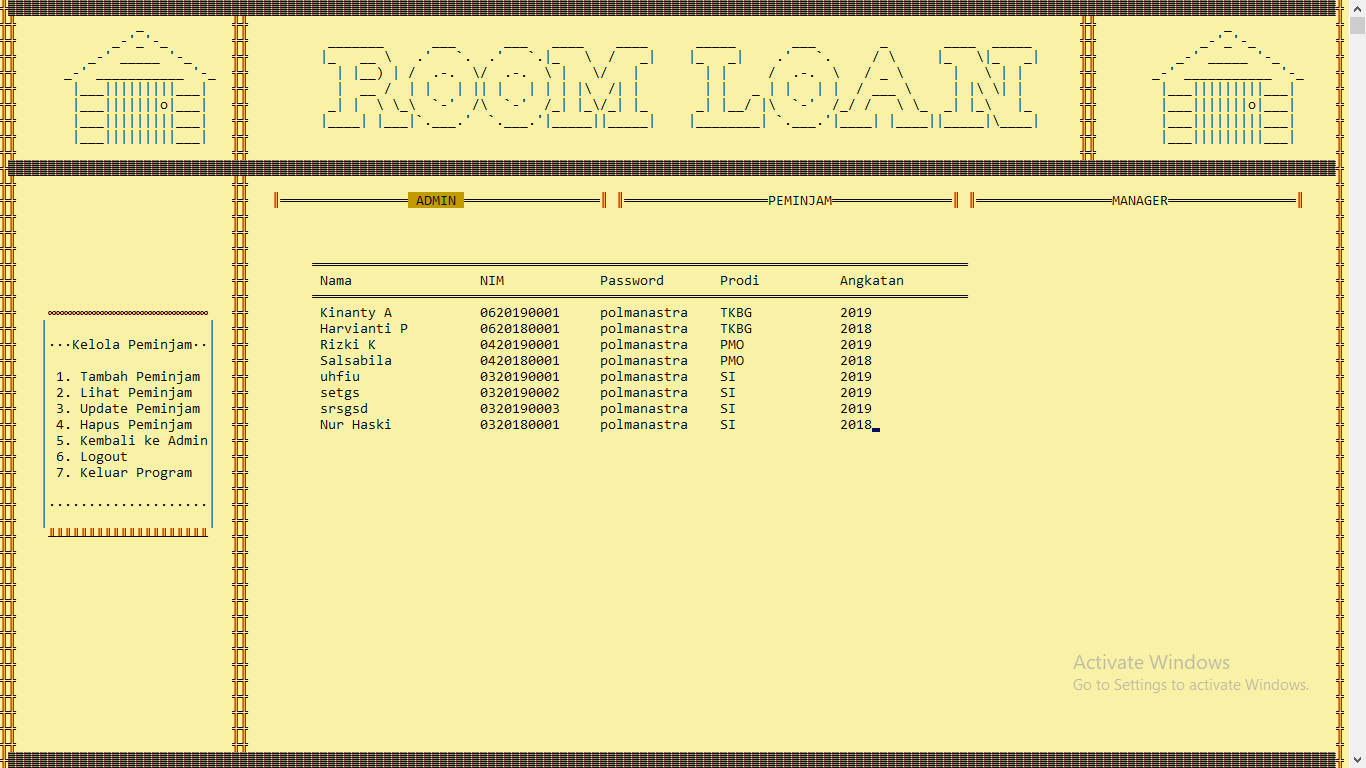 ROOM LOAN
ADMIN
PEMINJAM
MANAGER
Nama NIM Password Prodi Angkatan
Kinanty A 0620190001 polmanastra TKBG 2019
Harvianti P 0620180001 polmanastra TKBG 2018
Rizki K 0420190001 polmanastra PMO 2019
Salsabila 0420180001 polmanastra PMO 2018
uhfiu 0320190001 polmanastra SI 2019
setgs 0320190002 polmanastra SI 2019
srsgsd 0320190003 polmanastra SI 2019
Nur Haski 0320180001 polmanastra SI 2018
···Kelola Peminjam··
1. Tambah Peminjam
2. Lihat Peminjam
3. Update Peminjam
4. Hapus Peminjam
5. Kembali ke Admin
6. Logout
7. Keluar Program
Activate Windows
Go to Settings to activate Windows.